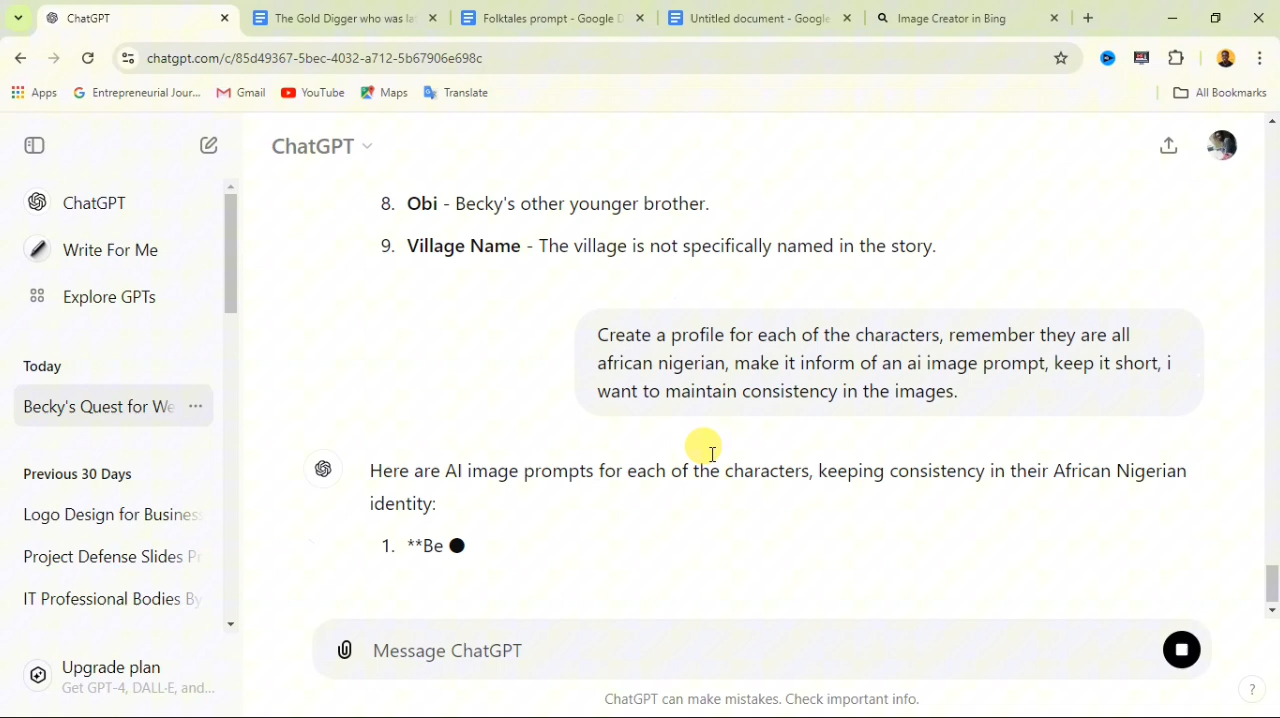 ChatGPT
The Gold Digger who was la
Folktales prompt - Google D
Untitled document - Google
Image Creator in Bing
chatgpt.com/c/85d49367-5bec-4032-a712-5b67906e698c
Apps
Entrepreneurial Jour...
Gmail
YouTube
Maps
Translate
All Bookmarks
ChatGPT
ChatGPT
Write For Me
Explore GPTs
Today
Becky's Quest for We
Previous 30 Days
Logo Design for Business
Project Defense Slides Pr
IT Professional Bodies By
Upgrade plan
Get GPT-4, DALL·E, and...
8. Obi - Becky's other younger brother.
9. Village Name - The village is not specifically named in the story.
Create a profile for each of the characters, remember they are all
african nigerian, make it inform of an ai image prompt, keep it short, i
want to maintain consistency in the images.
Here are AI image prompts for each of the characters, keeping consistency in their African Nigerian
identity:
1. **Be
Message ChatGPT
ChatGPT can make mistakes. Check important info.
?